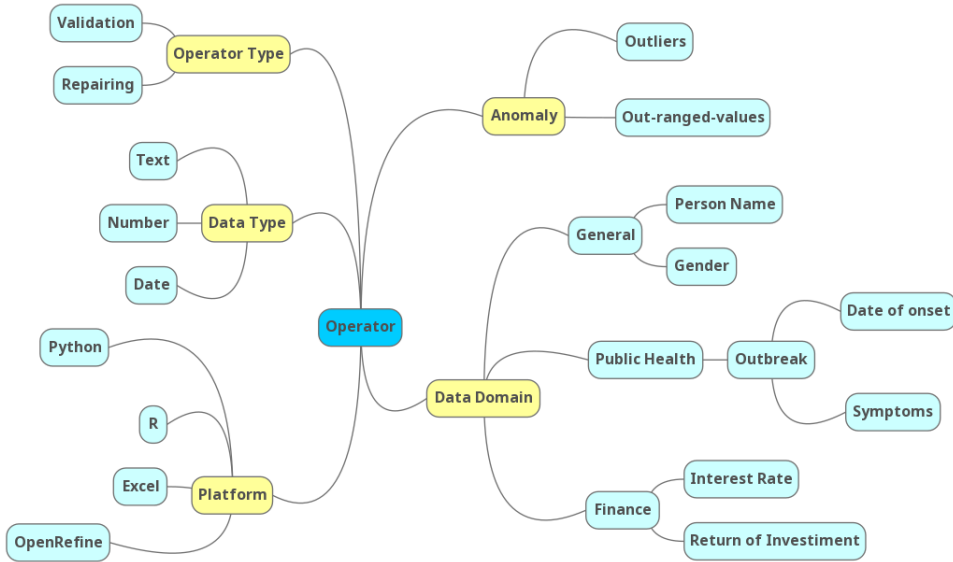 Validation
Operator Type
Repairing
Text
Number
Data Type
Date
Python
R
Excel
Platform
OpenRefine
Operator
Outliers
Anomaly
Out-ranged-values
Person Name
General
Gender
Date of onset
Public Health
Outbreak
Symptoms
Data Domain
Interest Rate
Finance
Return of Investiment